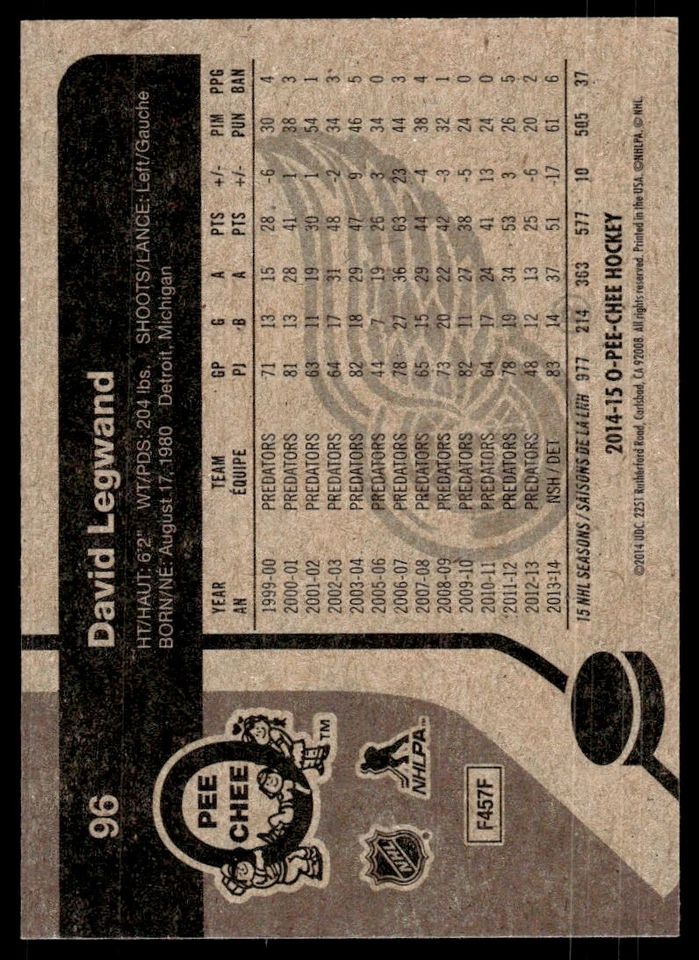 96 David Legwand
HT/HAUT: 6'2" WT/PDS: 204 lbs. SHOOTS/LANCE: Left/Gauche
BORN/NE: August 17, 1980 Detroit, Michigan
PEE
CHEE
TM
NHL
NHLPA
F457F
YEAR TEAM GP G A PTS +/- PIM PPG
AN ÉQUIPE PJ B A PTS +/- PUN BAN
1999-00 PREDATORS 71 13 15 28 -6 30 4
2000-01 PREDATORS 81 13 28 41 1 38 3
2001-02 PREDATORS 63 11 19 30 1 54 1
2002-03 PREDATORS 64 17 31 48 -2 34 3
2003-04 PREDATORS 82 18 29 47 9 46 5
2005-06 PREDATORS 44 7 19 26 3 34 0
2006-07 PREDATORS 78 27 36 63 23 44 3
2007-08 PREDATORS 65 15 29 44 -4 38 4
2008-09 PREDATORS 73 20 22 42 -3 32 1
2009-10 PREDATORS 82 11 27 38 -5 24 0
2010-11 PREDATORS 64 17 24 41 13 24 0
2011-12 PREDATORS 78 19 34 53 3 26 5
2012-13 PREDATORS 48 12 13 25 -6 20 2
2013-14 NSH/DET 83 14 37 51 -17 61 6
15 NHL SEASONS/SAISONS DE LA LNH 977 214 363 577 10 505 37
2014-15 O-PEE-CHEE HOCKEY
©2014 UDC. 2251 Rutherford Road, Carlsbad, CA 92008. All rights reserved. Printed in the USA. ©NHLPA. ©NHL.